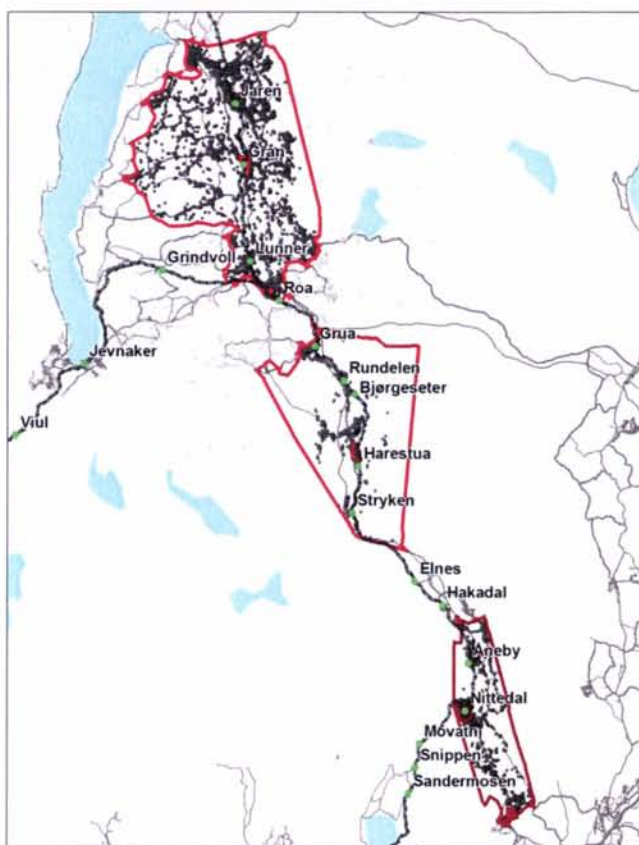 Jaren
Gran
Lunner
Grindvoll
Roa
Grua
Jevnaker
Rundelen
Bjørgeseter
Viul
Harestua
Stryken
Elnes
Hakadal
Åneby
Nittedal
Movatn
Snippen
Sandermosen